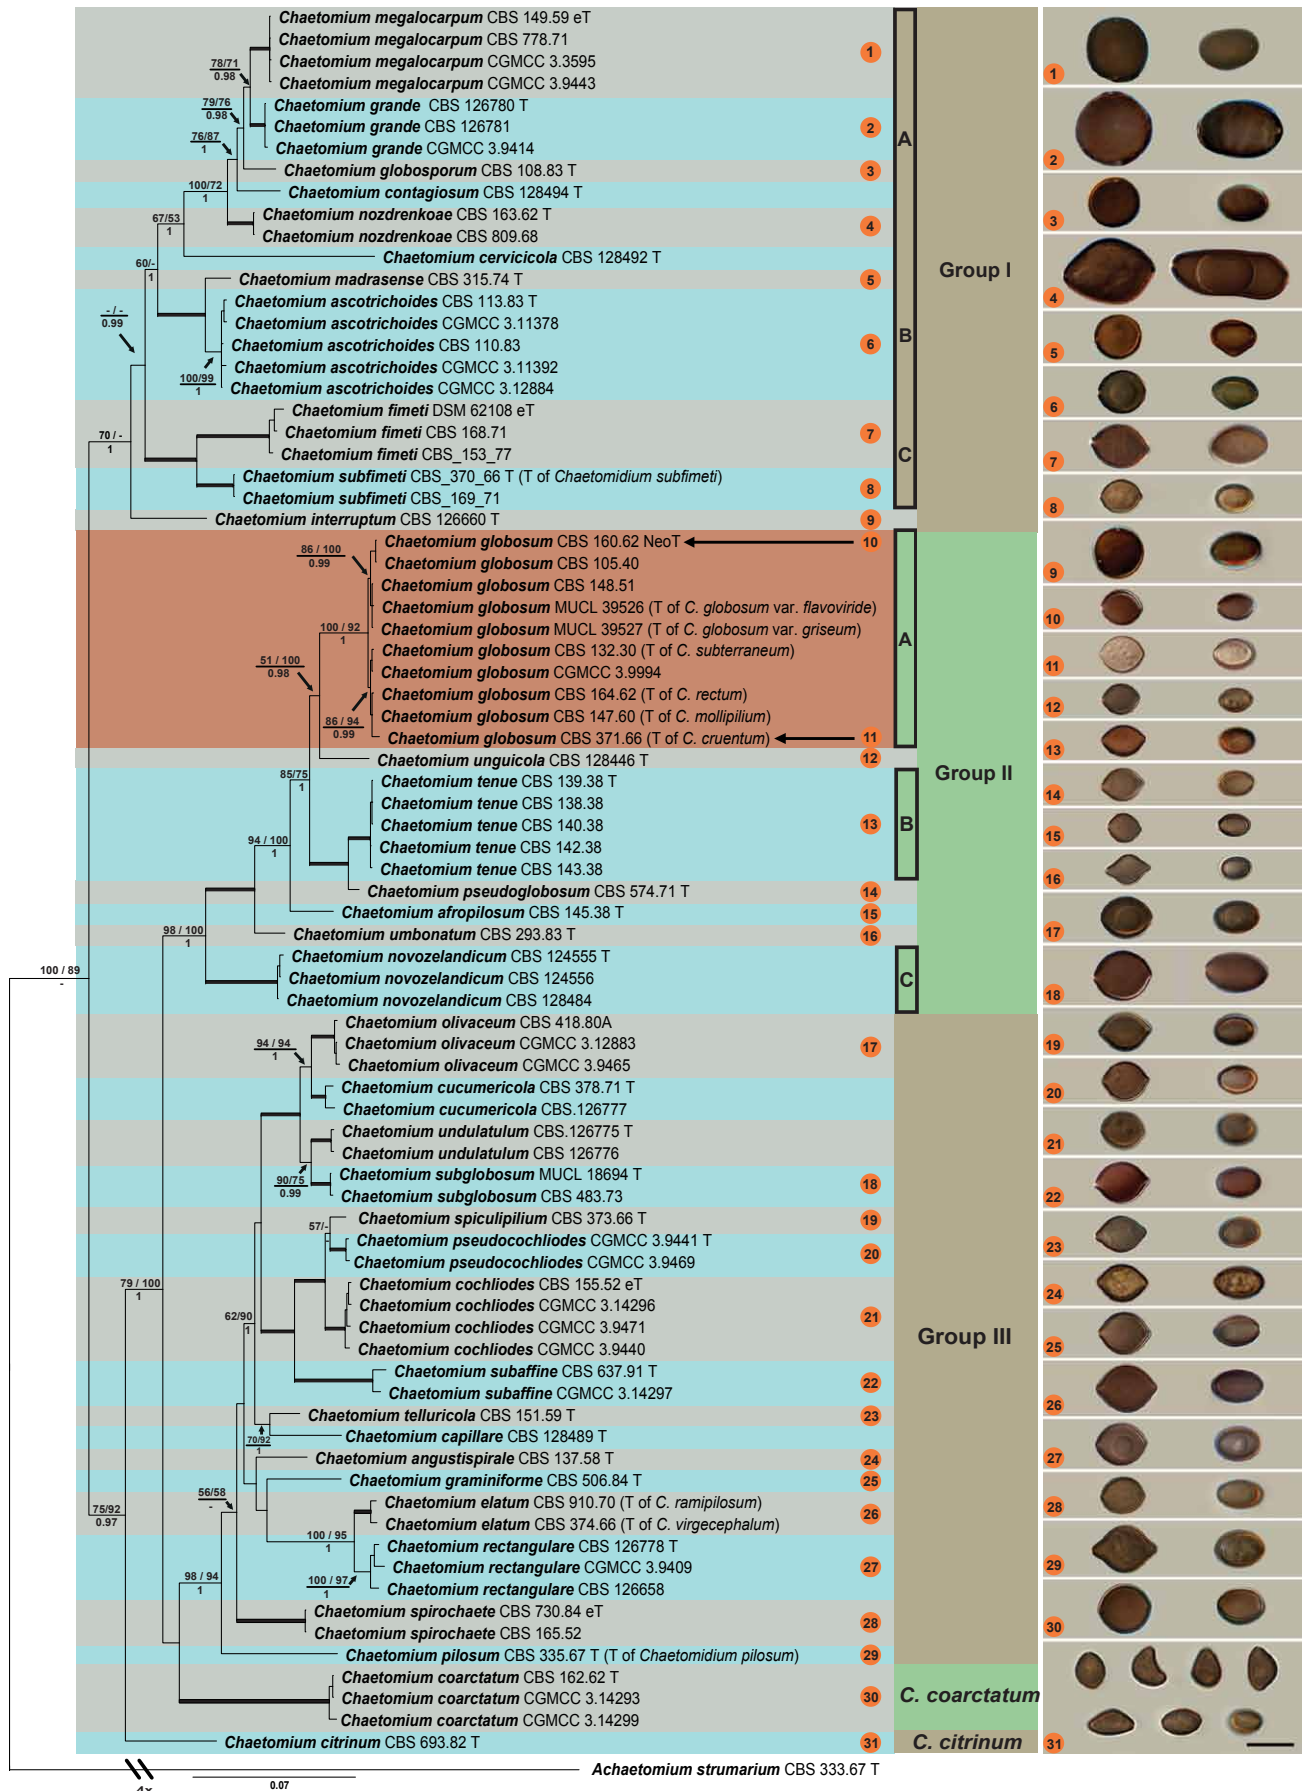 Chaetomium megalocarpum CBS 149.59 eT
Chaetomium megalocarpum CBS 778.71
Chaetomium megalocarpum CGMCC 3.3595
Chaetomium megalocarpum CGMCC 3.9443
1
78/71
0.98
Chaetomium grande CBS 126780 T
Chaetomium grande CBS 126781
Chaetomium grande CGMCC 3.9414
2
79/76
0.98
Chaetomium globosporum CBS 108.83 T
3
76/87
1
Chaetomium contagiosum CBS 128494 T
100/72
1
Chaetomium nozdrenkoae CBS 163.62 T
Chaetomium nozdrenkoae CBS 809.68
4
67/53
1
Chaetomium cervicicola CBS 128492 T
60/-
1
Chaetomium madrasense CBS 315.74 T
5
Chaetomium ascotrichoides CBS 113.83 T
Chaetomium ascotrichoides CGMCC 3.11378
Chaetomium ascotrichoides CBS 110.83
Chaetomium ascotrichoides CGMCC 3.11392
Chaetomium ascotrichoides CGMCC 3.12884
6
- / -
0.99
100/99
1
Chaetomium fimeti DSM 62108 eT
Chaetomium fimeti CBS 168.71
Chaetomium fimeti CBS_153_77
7
70 / -
1
Chaetomium subfimeti CBS_370_66 T (T of Chaetomidium subfimeti)
Chaetomium subfimeti CBS_169_71
8
Chaetomium interruptum CBS 126660 T
9
A
B
C
Group I
Chaetomium globosum CBS 160.62 NeoT
10
Chaetomium globosum CBS 105.40
Chaetomium globosum CBS 148.51
Chaetomium globosum MUCL 39526 (T of C. globosum var. flavoviride)
Chaetomium globosum MUCL 39527 (T of C. globosum var. griseum)
Chaetomium globosum CBS 132.30 (T of C. subterraneum)
Chaetomium globosum CGMCC 3.9994
Chaetomium globosum CBS 164.62 (T of C. rectum)
Chaetomium globosum CBS 147.60 (T of C. mollipilium)
Chaetomium globosum CBS 371.66 (T of C. cruentum)
11
86 / 100
0.99
100 / 92
1
51 / 100
0.98
86 / 94
0.99
Chaetomium unguicola CBS 128446 T
12
85/75
1
Chaetomium tenue CBS 139.38 T
Chaetomium tenue CBS 138.38
Chaetomium tenue CBS 140.38
Chaetomium tenue CBS 142.38
Chaetomium tenue CBS 143.38
13
94 / 100
1
Chaetomium pseudoglobosum CBS 574.71 T
14
Chaetomium afropilosum CBS 145.38 T
15
Chaetomium umbonatum CBS 293.83 T
16
98 / 100
1
Chaetomium novozelandicum CBS 124555 T
Chaetomium novozelandicum CBS 124556
Chaetomium novozelandicum CBS 128484
A
B
C
Group II
100 / 89
-
Chaetomium olivaceum CBS 418.80A
Chaetomium olivaceum CGMCC 3.12883
Chaetomium olivaceum CGMCC 3.9465
17
94 / 94
1
Chaetomium cucumericola CBS 378.71 T
Chaetomium cucumericola CBS.126777
Chaetomium undulatulum CBS.126775 T
Chaetomium undulatulum CBS 126776
90/75
0.99
Chaetomium subglobosum MUCL 18694 T
Chaetomium subglobosum CBS 483.73
18
Chaetomium spiculipilium CBS 373.66 T
19
57/-
Chaetomium pseudocochliodes CGMCC 3.9441 T
Chaetomium pseudocochliodes CGMCC 3.9469
20
79 / 100
1
Chaetomium cochliodes CBS 155.52 eT
Chaetomium cochliodes CGMCC 3.14296
Chaetomium cochliodes CGMCC 3.9471
Chaetomium cochliodes CGMCC 3.9440
21
62/90
1
Chaetomium subaffine CBS 637.91 T
Chaetomium subaffine CGMCC 3.14297
22
Chaetomium telluricola CBS 151.59 T
23
Chaetomium capillare CBS 128489 T
70/92
1
Chaetomium angustispirale CBS 137.58 T
24
Chaetomium graminiforme CBS 506.84 T
25
56/58
-
Chaetomium elatum CBS 910.70 (T of C. ramipilosum)
Chaetomium elatum CBS 374.66 (T of C. virgecephalum)
26
75/92
0.97
100 / 95
1
Chaetomium rectangulare CBS 126778 T
Chaetomium rectangulare CGMCC 3.9409
Chaetomium rectangulare CBS 126658
27
100 / 97
1
98 / 94
1
Chaetomium spirochaete CBS 730.84 eT
Chaetomium spirochaete CBS 165.52
28
Chaetomium pilosum CBS 335.67 T (T of Chaetomidium pilosum)
29
Group III
Chaetomium coarctatum CBS 162.62 T
Chaetomium coarctatum CGMCC 3.14293
Chaetomium coarctatum CGMCC 3.14299
30
C. coarctatum
Chaetomium citrinum CBS 693.82 T
31
C. citrinum
Achaetomium strumarium CBS 333.67 T
4x
0.07
1
2
3
4
5
6
7
8
9
10
11
12
13
14
15
16
17
18
19
20
21
22
23
24
25
26
27
28
29
30
31